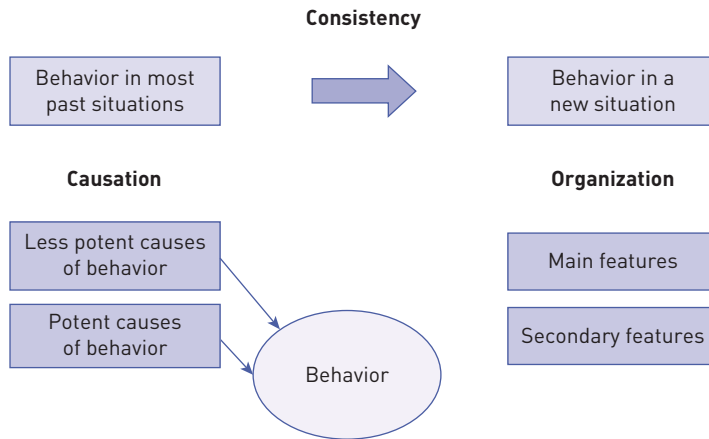 Consistency
Behavior in most
past situations
Behavior in a
new situation
Causation
Organization
Less potent causes
of behavior
Main features
Potent causes
of behavior
Secondary features
Behavior